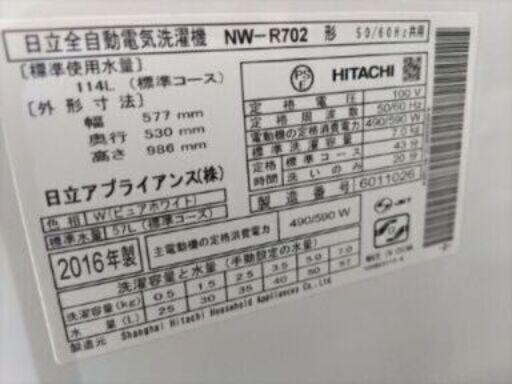 日立全自動電気洗濯機 NW-R702 形 50/60Hz共用
[標準使用水量]
114L (標準コース)
[外形寸法]
幅 577 mm
奥行 530 mm
高さ 986 mm
日立アプライアンス(株)
色相 W(ピュアホワイト)
標準水量 57L(標準コース)
PS E HITACHI
定格電圧 100 V
定格周波数 50/60 Hz
電動機の定格消費電力 490/590 W
標準洗濯容量 7.0 kg
定格時間 標準コース 43分
洗いのみ 20分
製造番号 6011026
2016年製
主電動機の定格消費電力 490/590 W
洗濯容量と水量(手動設定の水量)
洗濯容量(kg) 0.5 1.5 2.5 3.5 5.0 7.0
水量(L) 25 30 35 40 50 57
製造元 Shanghai Hitachi Household Appliances Co., Ltd.
JET